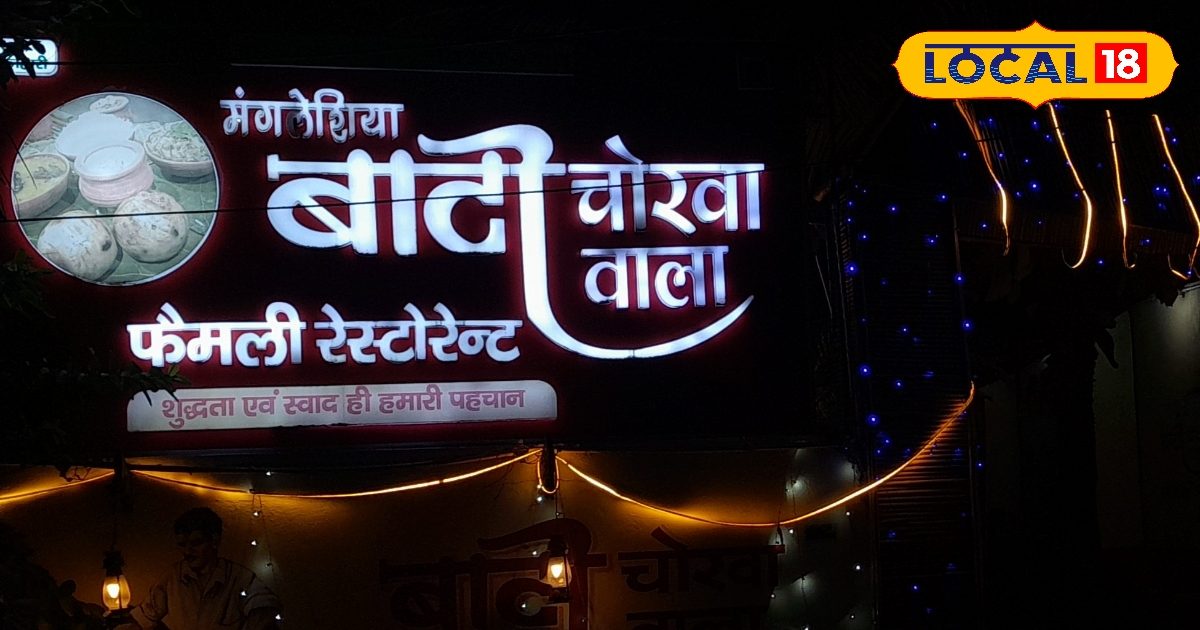 LOCAL 18
मंगलेशिया
बाटी चोखा
वाला
फैमली रेस्टोरेन्ट
शुद्धता एवं स्वाद ही हमारी पहचान
बाटी चोखा
वाला